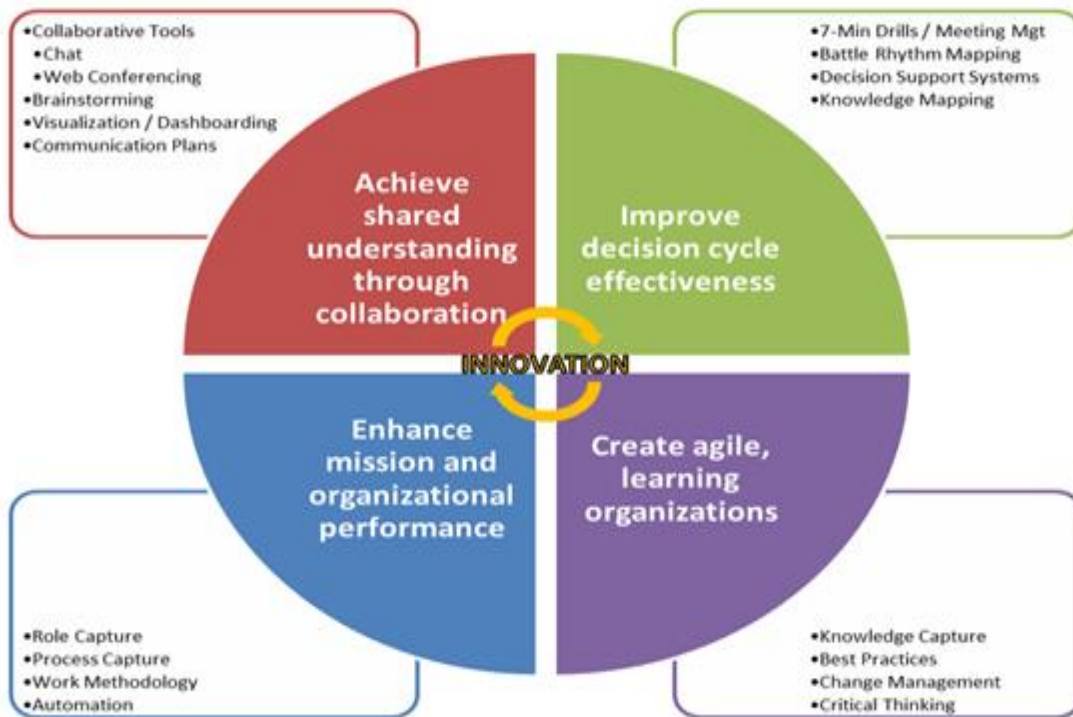 •Collaborative Tools
•Chat
•Web Conferencing
•Brainstorming
•Visualization / Dashboarding
•Communication Plans
•7-Min Drills / Meeting Mgt
•Battle Rhythm Mapping
•Decision Support Systems
•Knowledge Mapping
Achieve
shared
understanding
through
collaboration
Improve
decision cycle
effectiveness
INNOVATION
Enhance
mission and
organizational
performance
Create agile,
learning
organizations
•Role Capture
•Process Capture
•Work Methodology
•Automation
•Knowledge Capture
•Best Practices
•Change Management
•Critical Thinking